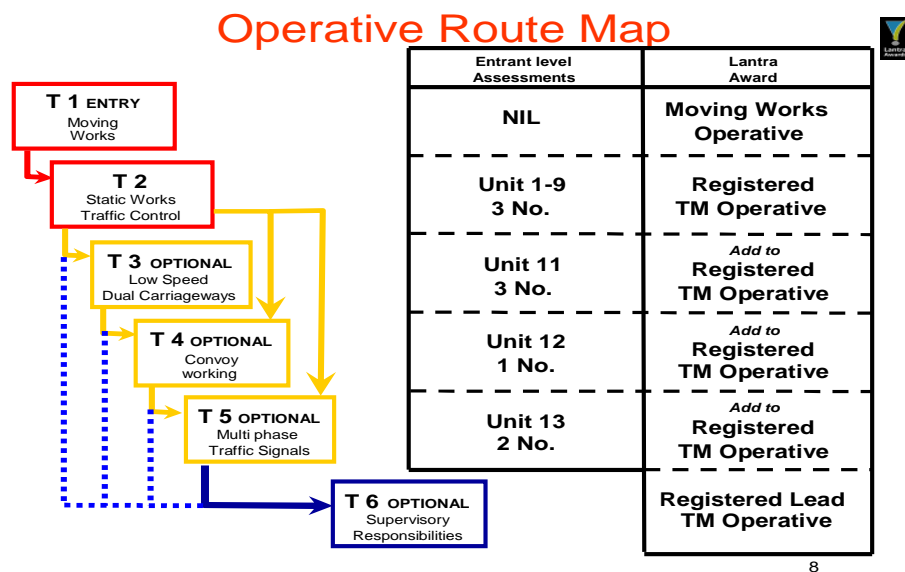 Operative Route Map
Lantra
Awards
Entrant level
Assessments
Lantra
Award
T 1 ENTRY
Moving
Works
NIL
Moving Works
Operative
T 2
Static Works
Traffic Control
Unit 1-9
3 No.
Registered
TM Operative
T 3 OPTIONAL
Low Speed
Dual Carriageways
Unit 11
3 No.
Add to
Registered
TM Operative
T 4 OPTIONAL
Convoy
working
Unit 12
1 No.
Add to
Registered
TM Operative
T 5 OPTIONAL
Multi phase
Traffic Signals
Unit 13
2 No.
Add to
Registered
TM Operative
T 6 OPTIONAL
Supervisory
Responsibilities
Registered Lead
TM Operative
8